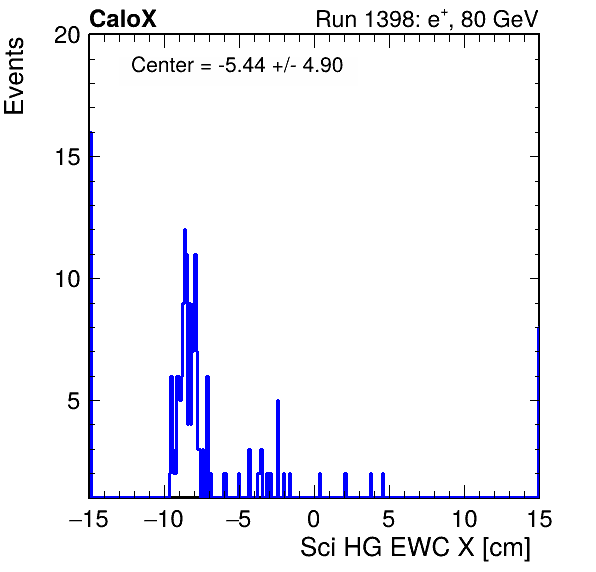 CaloX Run 1398: e⁺, 80 GeV
Center = -5.44 +/- 4.90
Events
20
15
10
5
−15 −10 −5 0 5 10 15
Sci HG EWC X [cm]